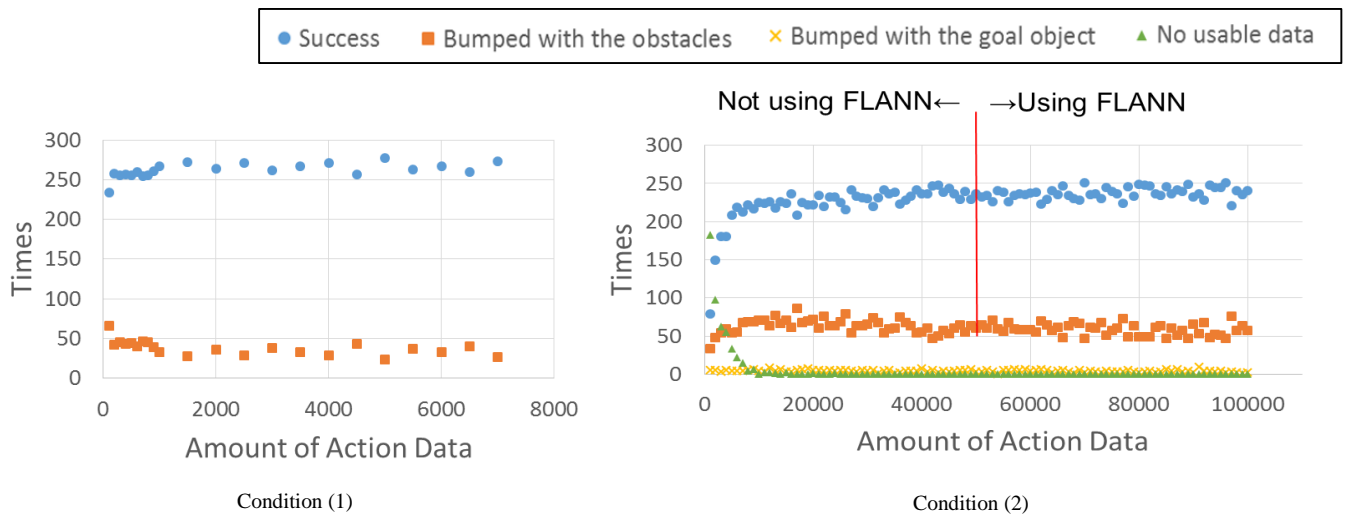 Success Bumped with the obstacles Bumped with the goal object No usable data
Not using FLANN← →Using FLANN
300
250
200
150
100
50
0
Times
0 2000 4000 6000 8000
Amount of Action Data
Condition (1)
300
250
200
150
100
50
0
Times
0 20000 40000 60000 80000 100000
Amount of Action Data
Condition (2)